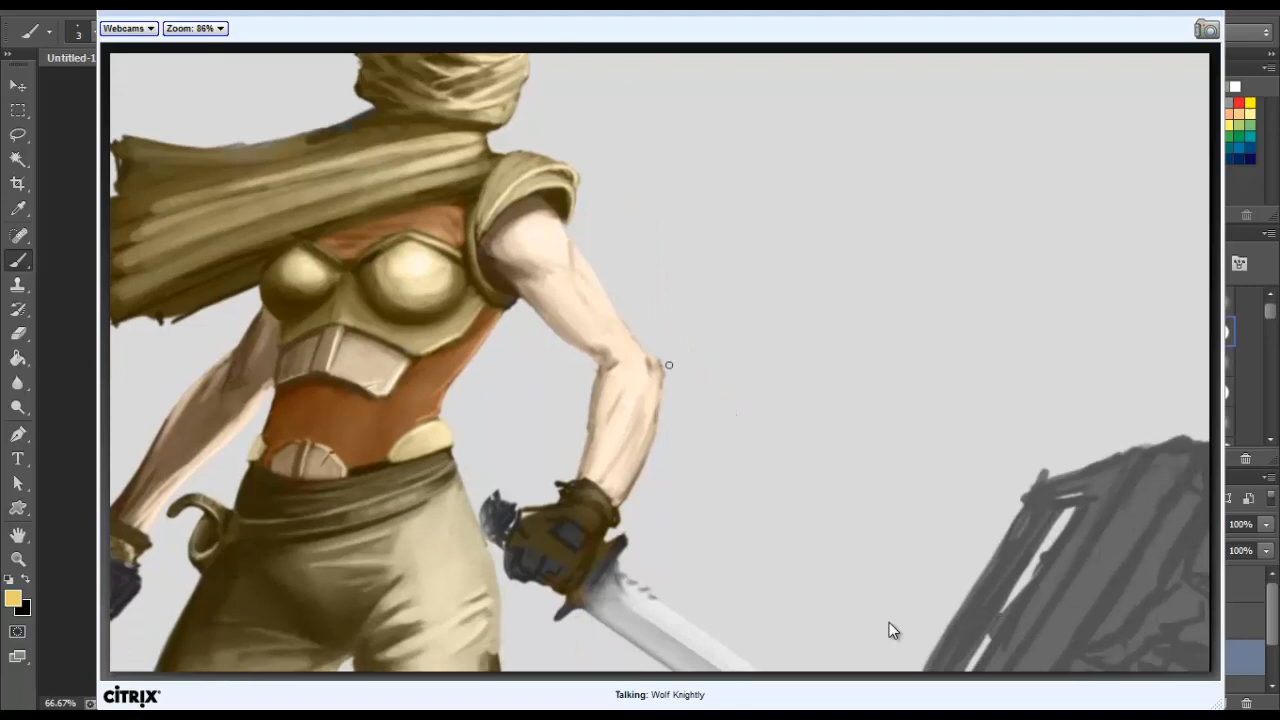 Webcams
Zoom: 86%
3
Untitled-1
100%
100%
66.67%
CiTRIX
Talking: Wolf Knightly